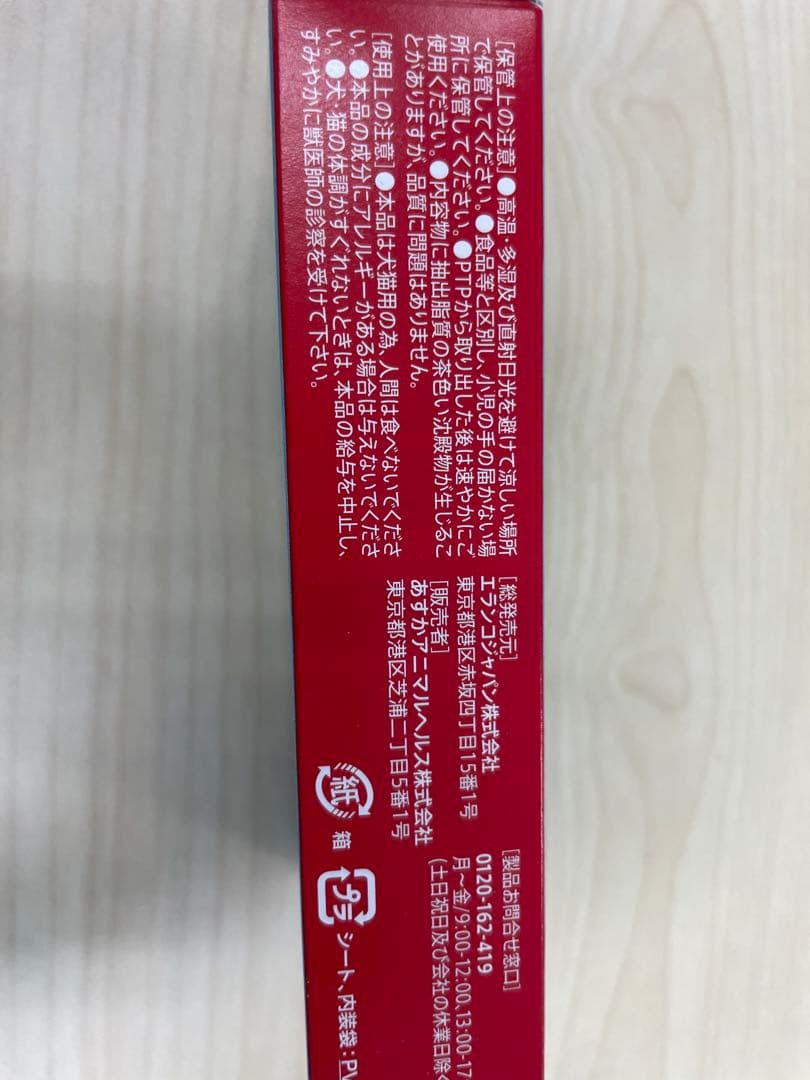 [保管上の注意]●高温・多湿及び直射日光を避けて涼しい場所
で保管してください。●食品等と区別し、小児の手の届かない場
所に保管してください。●PTPから取り出した後は速やかにご
使用ください。●内容物に抽出脂質の茶色い沈殿物が生じるこ
とがありますが、品質に問題はありません。
[使用上の注意]●本品は犬猫用の為、人間は食べないでくださ
い。●本品の成分にアレルギーがある場合は与えないでくださ
い。●犬・猫の体調がすぐれないときは、本品の給与を中止し、
すみやかに獣医師の診察を受けて下さい。
[総発売元]
エランコジャパン株式会社
東京都港区赤坂四丁目15番1号
[販売者]
あすかアニマルヘルス株式会社
東京都港区芝浦二丁目5番1号
[製品お問合せ窓口]
0120-162-419
月～金/9:00-12:00、13:00-17
(土日祝日及び会社の休業日除く
紙 箱
プラ シート、内装袋：PV